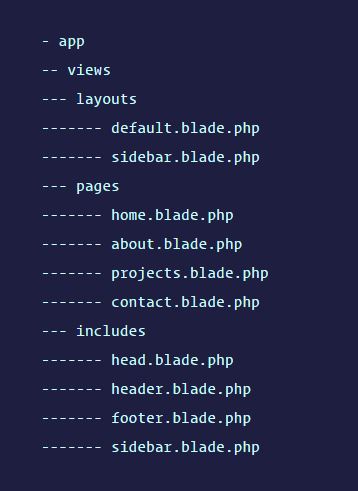 - app
-- views
--- layouts
------- default.blade.php
------- sidebar.blade.php
--- pages
------- home.blade.php
------- about.blade.php
------- projects.blade.php
------- contact.blade.php
--- includes
------- head.blade.php
------- header.blade.php
------- footer.blade.php
------- sidebar.blade.php